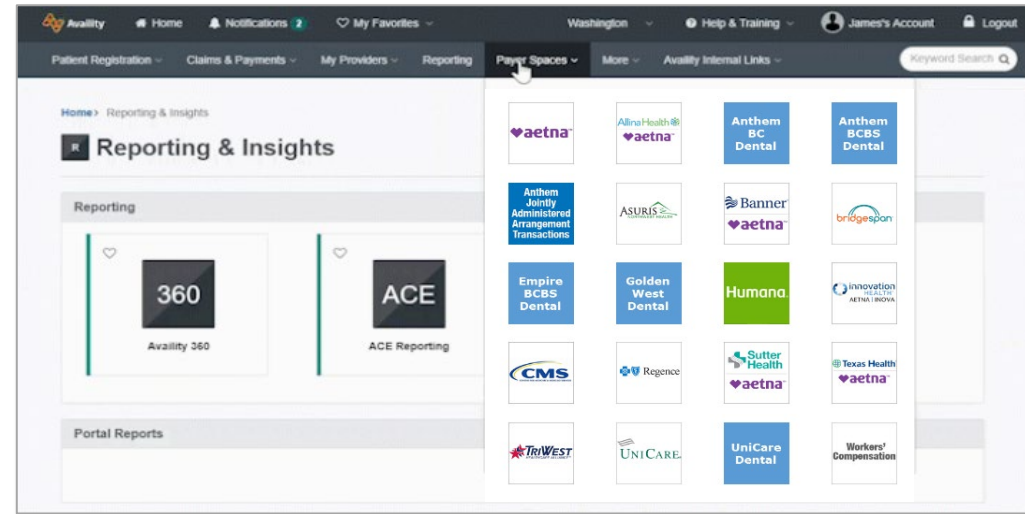 Availity Home Notifications 2 My Favorites Washington Help & Training James's Account Logout
Patient Registration Claims & Payments My Providers Reporting Payer Spaces More Availity Internal Links Keyword Search
Home> Reporting & Insights
R Reporting & Insights
Reporting
360
Availity 360
ACE
ACE Reporting
Portal Reports
aetna
Allina Health
aetna
Anthem
BC
Dental
Anthem
BCBS
Dental
Anthem
Jointly
Administered
Arrangement
Transactions
ASURIS
Banner
aetna
bridgespan
Empire
BCBS
Dental
Golden
West
Dental
Humana
innovation
HEALTH
AETNA | INOVA
CMS
Regence
Sutter
Health
aetna
Texas Health
aetna
TRIWEST
UNICARE
UniCare
Dental
Workers'
Compensation